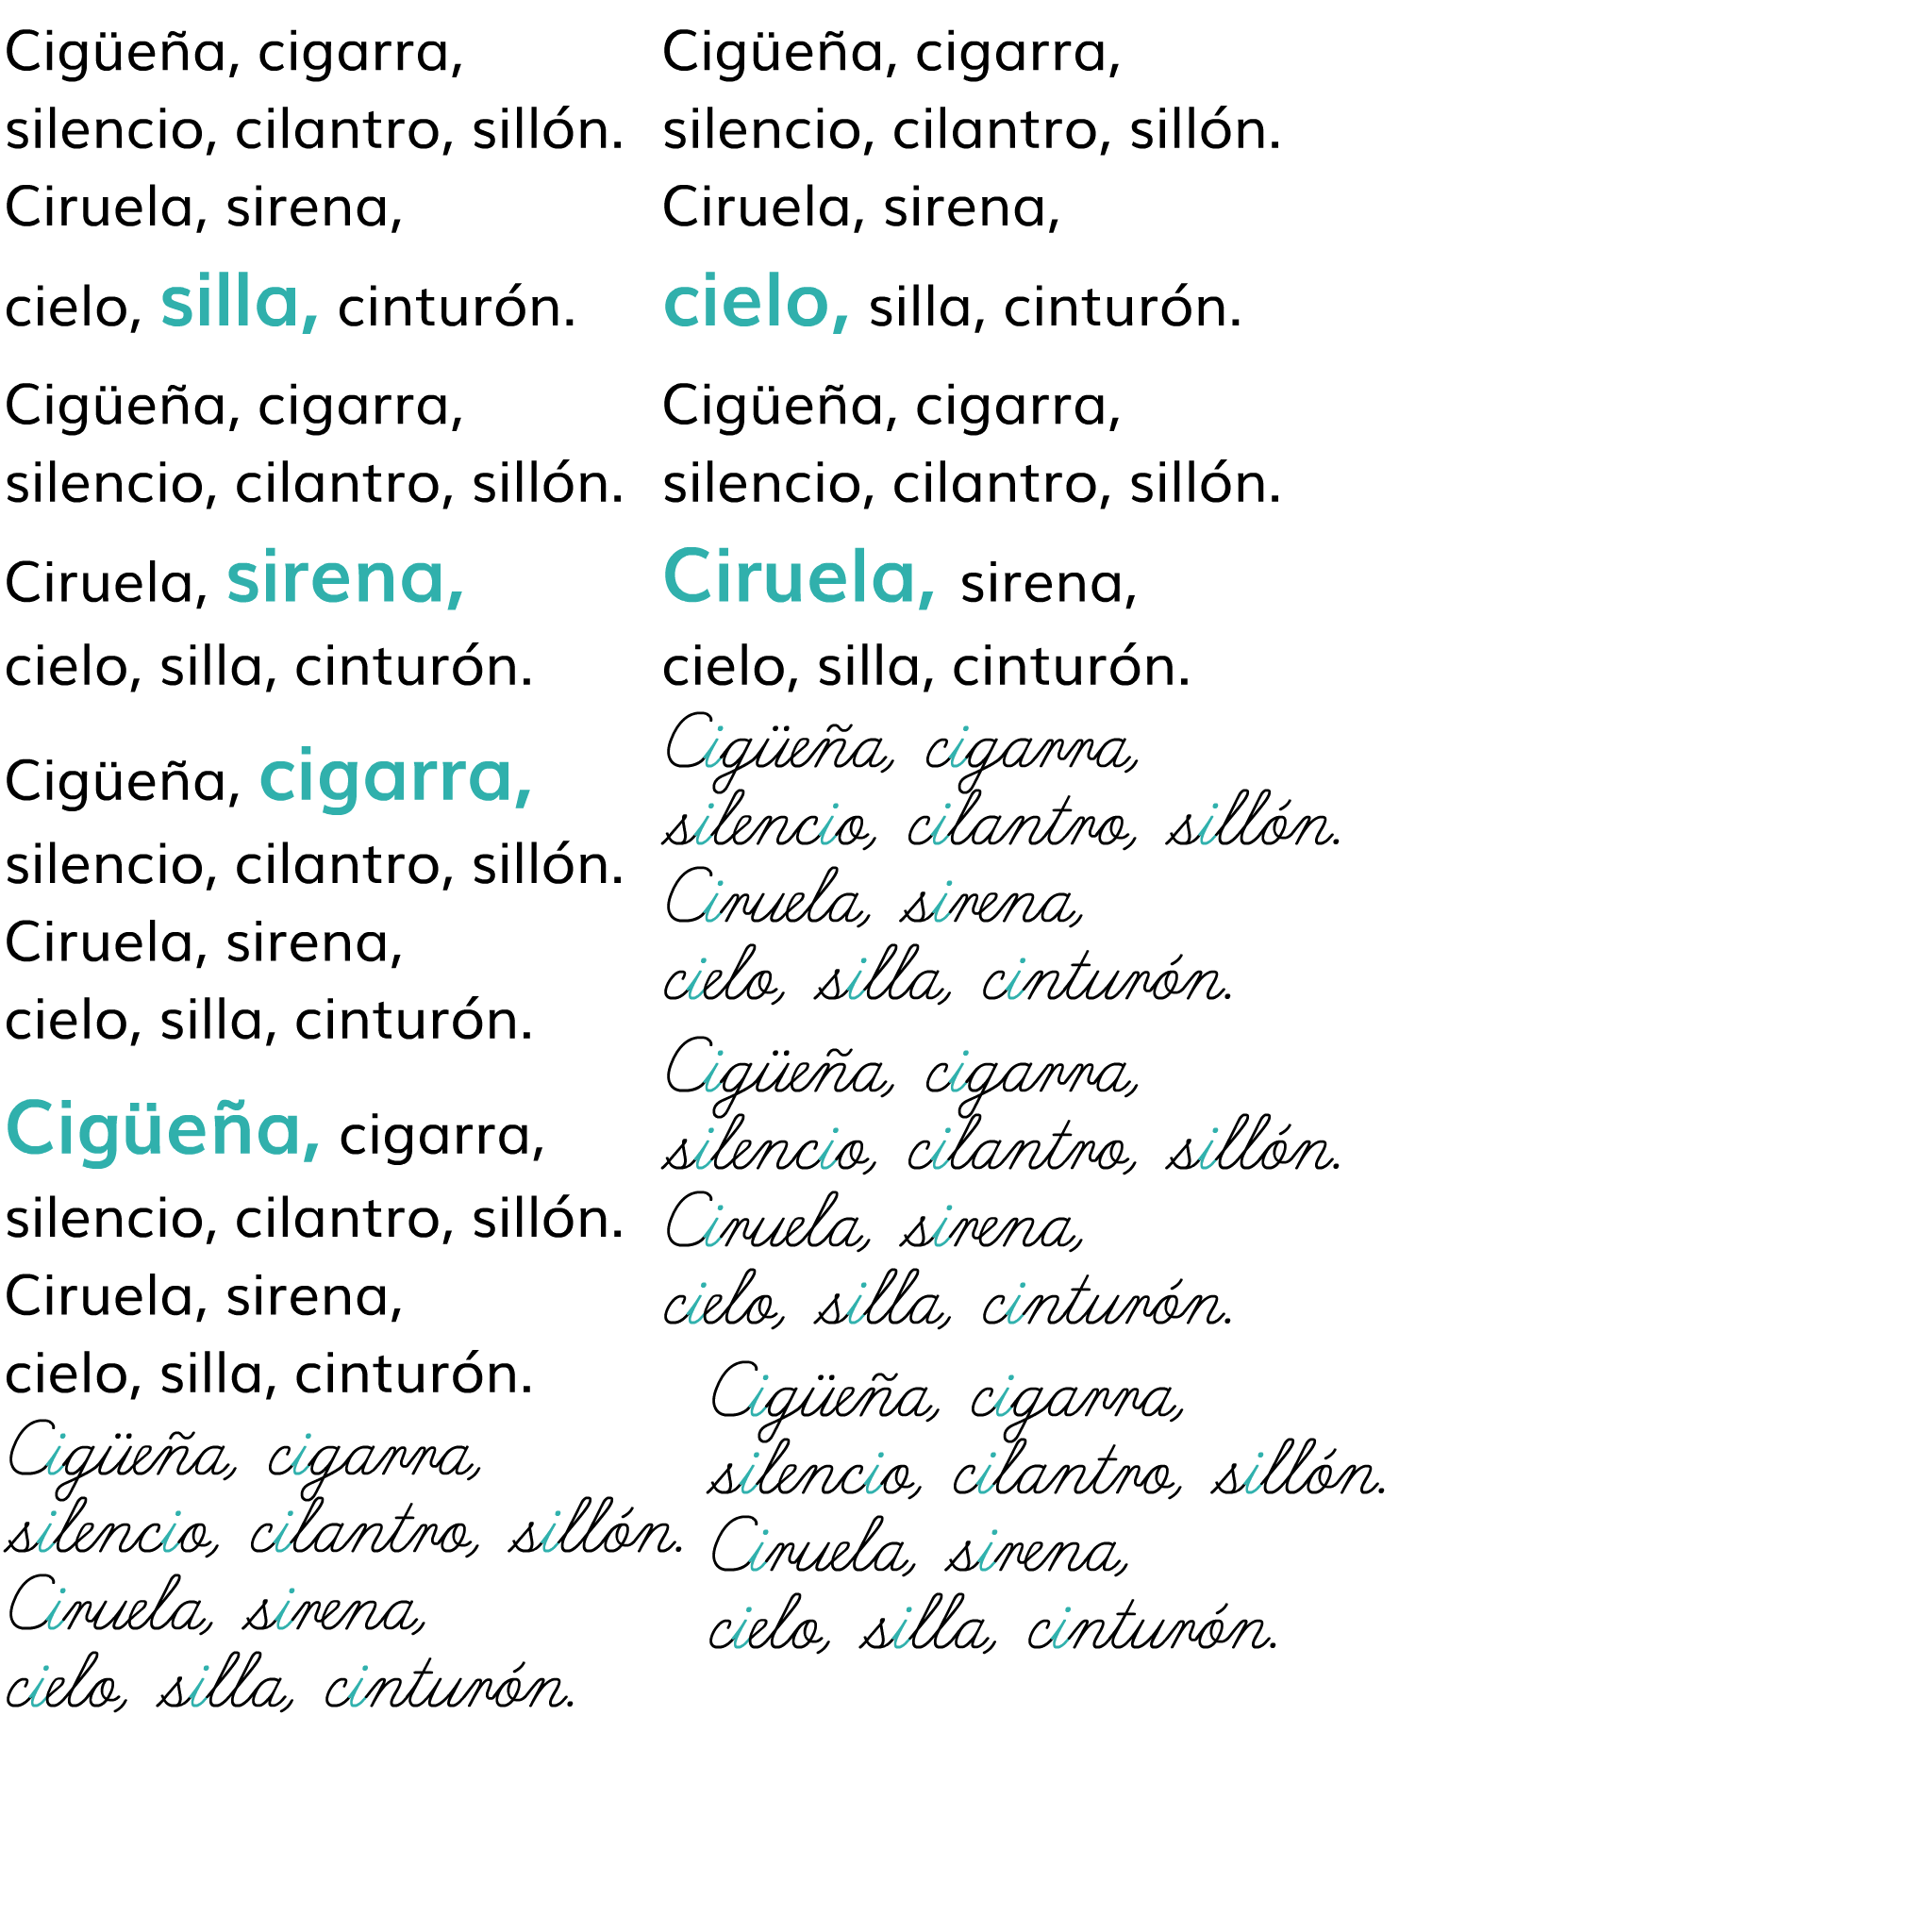 Cigüeña, cigarra,
silencio, cilantro, sillón.
Ciruela, sirena,
cielo, silla, cinturón.
Cigüeña, cigarra,
silencio, cilantro, sillón.
Ciruela, sirena,
cielo, silla, cinturón.
Cigüeña, cigarra,
silencio, cilantro, sillón.
Ciruela, sirena,
cielo, silla, cinturón.
Cigüeña, cigarra,
silencio, cilantro, sillón.
Ciruela, sirena,
cielo, silla, cinturón.
Cigüeña, cigarra,
silencio, cilantro, sillón.
Ciruela, sirena,
cielo, silla, cinturón.
Cigüeña, cigarra,
silencio, cilantro, sillón.
Ciruela, sirena,
cielo, silla, cinturón.
Cigüeña, cigarra,
silencio, cilantro, sillón.
Ciruela, sirena,
cielo, silla, cinturón.
Cigüeña, cigarra,
silencio, cilantro, sillón.
Ciruela, sirena,
cielo, silla, cinturón.
Cigüeña, cigarra,
silencio, cilantro, sillón.
Ciruela, sirena,
cielo, silla, cinturón.
Cigüeña, cigarra,
silencio, cilantro, sillón.
Ciruela, sirena,
cielo, silla, cinturón.